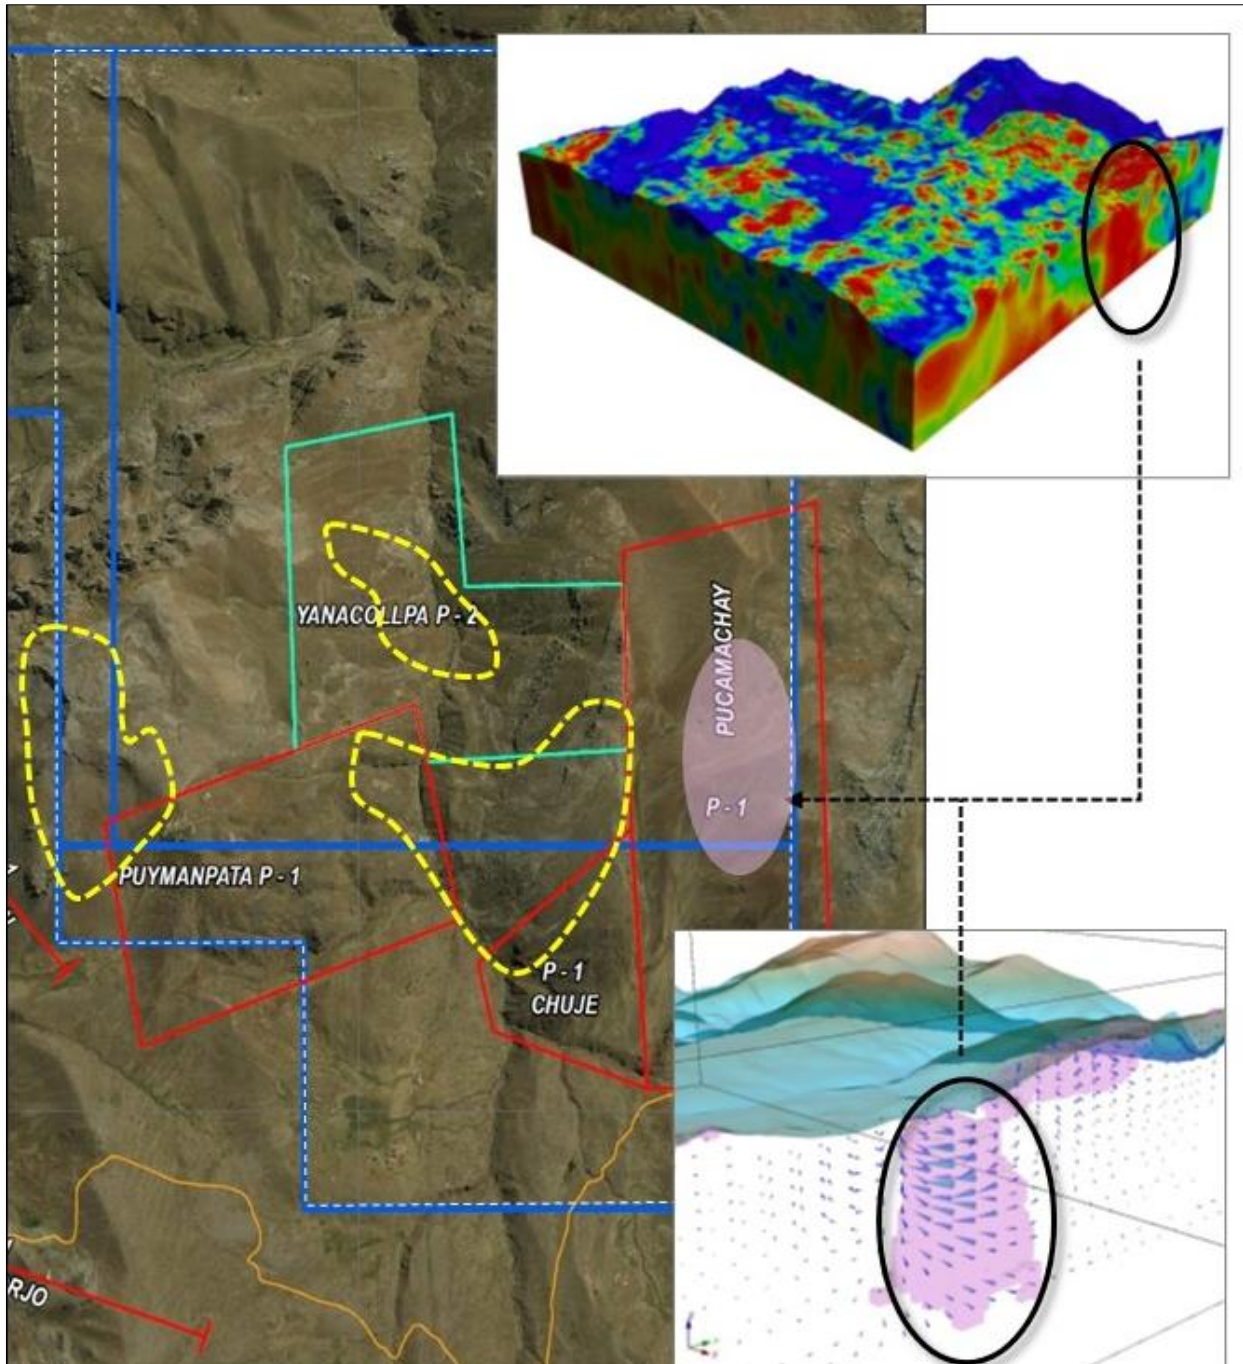 YANACOLLPA P - 2
PUCAMACHAY
P - 1
PUYMANPATA P - 1
P - 1
CHUJE
RJO